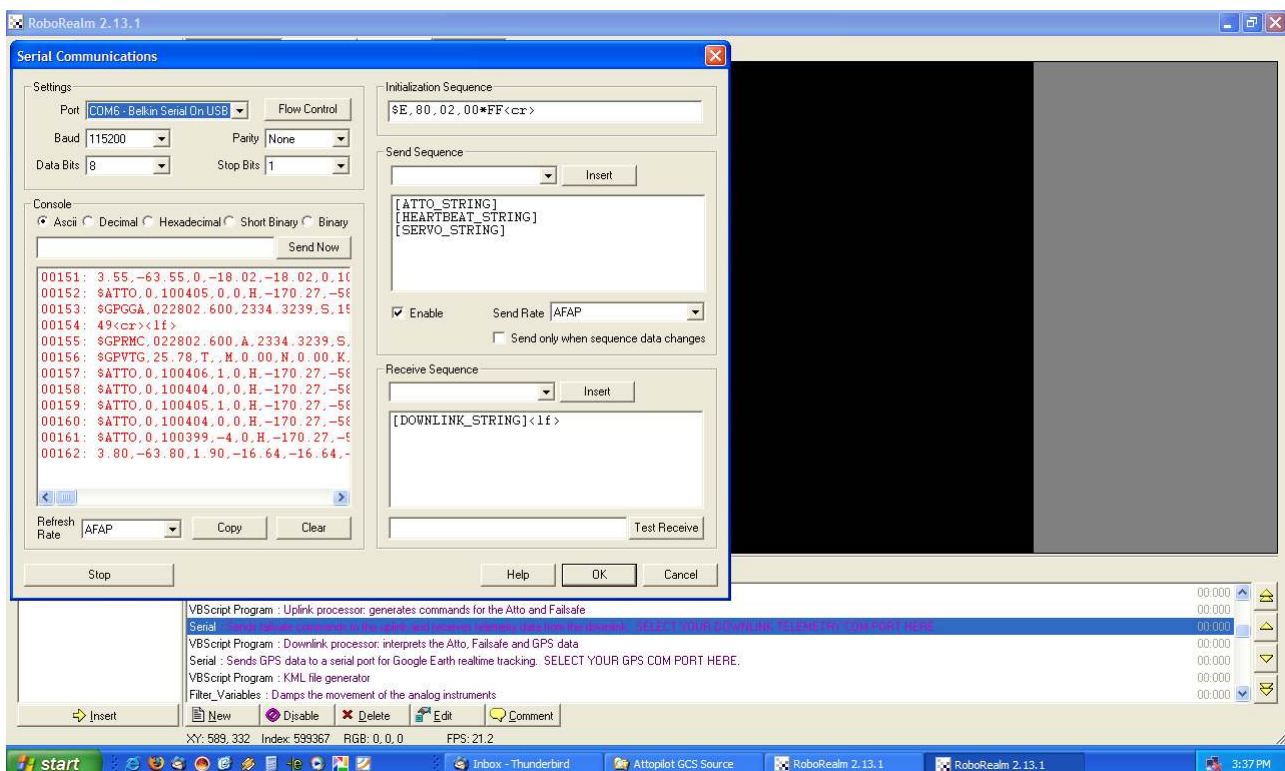 RoboRealm 2.13.1
Serial Communications
Settings
Port COM6 - Belkin Serial On USB Flow Control
Baud 115200 Parity None
Data Bits 8 Stop Bits 1
Console
Ascii Decimal Hexadecimal Short Binary Binary
Send Now
00151: 3.55,-63.55,0,-18.02,-18.02,0,10
00152: $ATTO,0,100405,0,0,H,-170.27,-58
00153: $GPGGA,022802.600,2334.3239,S,15
00154: 49<cr><lf>
00155: $GPRMC,022802.600,A,2334.3239,S,
00156: $GPVTG,25.78,T,,M,0.00,N,0.00,K,
00157: $ATTO,0,100406,1,0,H,-170.27,-58
00158: $ATTO,0,100404,0,0,H,-170.27,-58
00159: $ATTO,0,100405,1,0,H,-170.27,-58
00160: $ATTO,0,100404,0,0,H,-170.27,-58
00161: $ATTO,0,100399,-4,0,H,-170.27,-5
00162: 3.80,-63.80,1.90,-16.64,-16.64,-
Refresh Rate AFAP Copy Clear
Stop
Initialization Sequence
$E,80,02,00*FF<cr>
Send Sequence
Insert
[ATTO_STRING]
[HEARTBEAT_STRING]
[SERVO_STRING]
Enable Send Rate AFAP
Send only when sequence data changes
Receive Sequence
Insert
[DOWNLINK_STRING]<lf>
Test Receive
Help OK Cancel
00:000
VBScript Program : Uplink processor: generates commands for the Atto and Failsafe 00:000
Serial : Sends failsafe commands to the uplink and receives telemetry data from the downlink. SELECT YOUR DOWNLINK TELEMETRY COM PORT HERE. 00:000
VBScript Program : Downlink processor: interprets the Atto, Failsafe and GPS data 00:000
Serial : Sends GPS data to a serial port for Google Earth realtime tracking. SELECT YOUR GPS COM PORT HERE. 00:000
VBScript Program : KML file generator 00:000
Filter_Variables : Damps the movement of the analog instruments 00:000
Insert New Disable Delete Edit Comment
XY: 589, 332 Index: 599367 RGB: 0, 0, 0 FPS: 21.2
start Inbox - Thunderbird Attopilot GCS Source RoboRealm 2.13.1 RoboRealm 2.13.1 3:37 PM